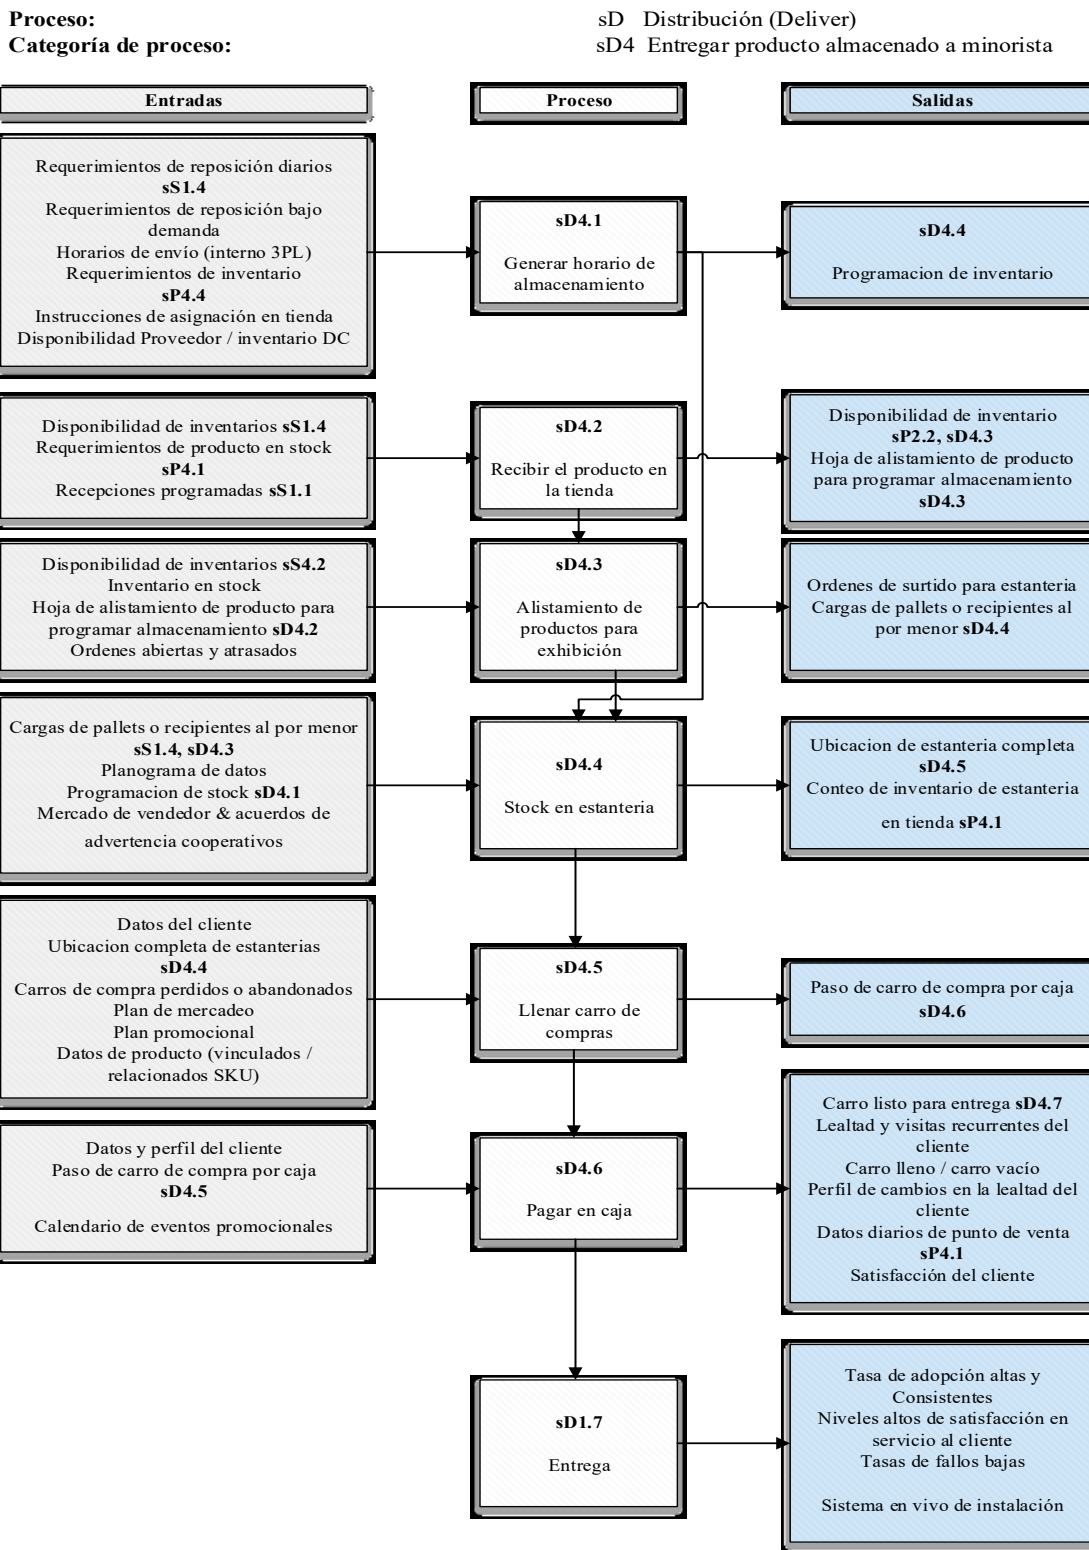 Proceso: sD Distribución (Deliver)
Categoría de proceso: sD4 Entregar producto almacenado a minorista
Entradas
Proceso
Salidas
Requerimientos de reposición diarios
sS1.4
Requerimientos de reposición bajo
demanda
Horarios de envío (interno 3PL)
Requerimientos de inventario
sP4.4
Instrucciones de asignación en tienda
Disponibilidad Proveedor / inventario DC
sD4.1
Generar horario de
almacenamiento
sD4.4
Programacion de inventario
Disponibilidad de inventarios sS1.4
Requerimientos de producto en stock
sP4.1
Recepciones programadas sS1.1
sD4.2
Recibir el producto en
la tienda
Disponibilidad de inventario
sP2.2, sD4.3
Hoja de alistamiento de producto
para programar almacenamiento
sD4.3
Disponibilidad de inventarios sS4.2
Inventario en stock
Hoja de alistamiento de producto para
programar almacenamiento sD4.2
Ordenes abiertas y atrasados
sD4.3
Alistamiento de
productos para
exhibición
Ordenes de surtido para estanteria
Cargas de pallets o recipientes al
por menor sD4.4
Cargas de pallets o recipientes al por menor
sS1.4, sD4.3
Planograma de datos
Programacion de stock sD4.1
Mercado de vendedor & acuerdos de
advertencia cooperativos
sD4.4
Stock en estanteria
Ubicacion de estanteria completa
sD4.5
Conteo de inventario de estanteria
en tienda sP4.1
Datos del cliente
Ubicacion completa de estanterias
sD4.4
Carros de compra perdidos o abandonados
Plan de mercadeo
Plan promocional
Datos de producto (vinculados /
relacionados SKU)
sD4.5
Llenar carro de
compras
Paso de carro de compra por caja
sD4.6
Datos y perfil del cliente
Paso de carro de compra por caja
sD4.5
Calendario de eventos promocionales
sD4.6
Pagar en caja
Carro listo para entrega sD4.7
Lealtad y visitas recurrentes del
cliente
Carro lleno / carro vacío
Perfil de cambios en la lealtad del
cliente
Datos diarios de punto de venta
sP4.1
Satisfacción del cliente
sD1.7
Entrega
Tasa de adopción altas y
Consistentes
Niveles altos de satisfacción en
servicio al cliente
Tasas de fallos bajas
Sistema en vivo de instalación